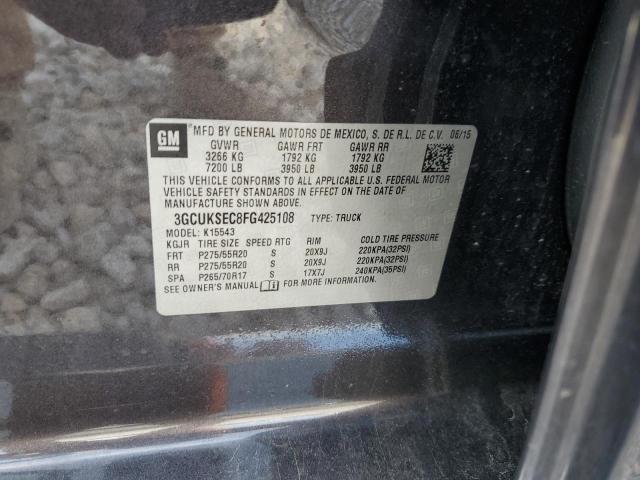 GM
MFD BY GENERAL MOTORS DE MEXICO, S. DE R.L. DE C.V. 06/15
GVWR GAWR FRT GAWR RR
3266 KG 1792 KG 1792 KG
7200 LB 3950 LB 3950 LB
THIS VEHICLE CONFORMS TO ALL APPLICABLE U.S. FEDERAL MOTOR
VEHICLE SAFETY STANDARDS IN EFFECT ON THE DATE OF
MANUFACTURE SHOWN ABOVE.
3GCUKSEC8FG425108 TYPE: TRUCK
MODEL: K15543
KGJR TIRE SIZE SPEED RTG RIM COLD TIRE PRESSURE
FRT P275/55R20 S 20X9J 220KPA(32PSI)
RR P275/55R20 S 20X9J 220KPA(32PSI)
SPA P265/70R17 S 17X7J 240KPA(35PSI)
SEE OWNER'S MANUAL FOR MORE INFORMATION.